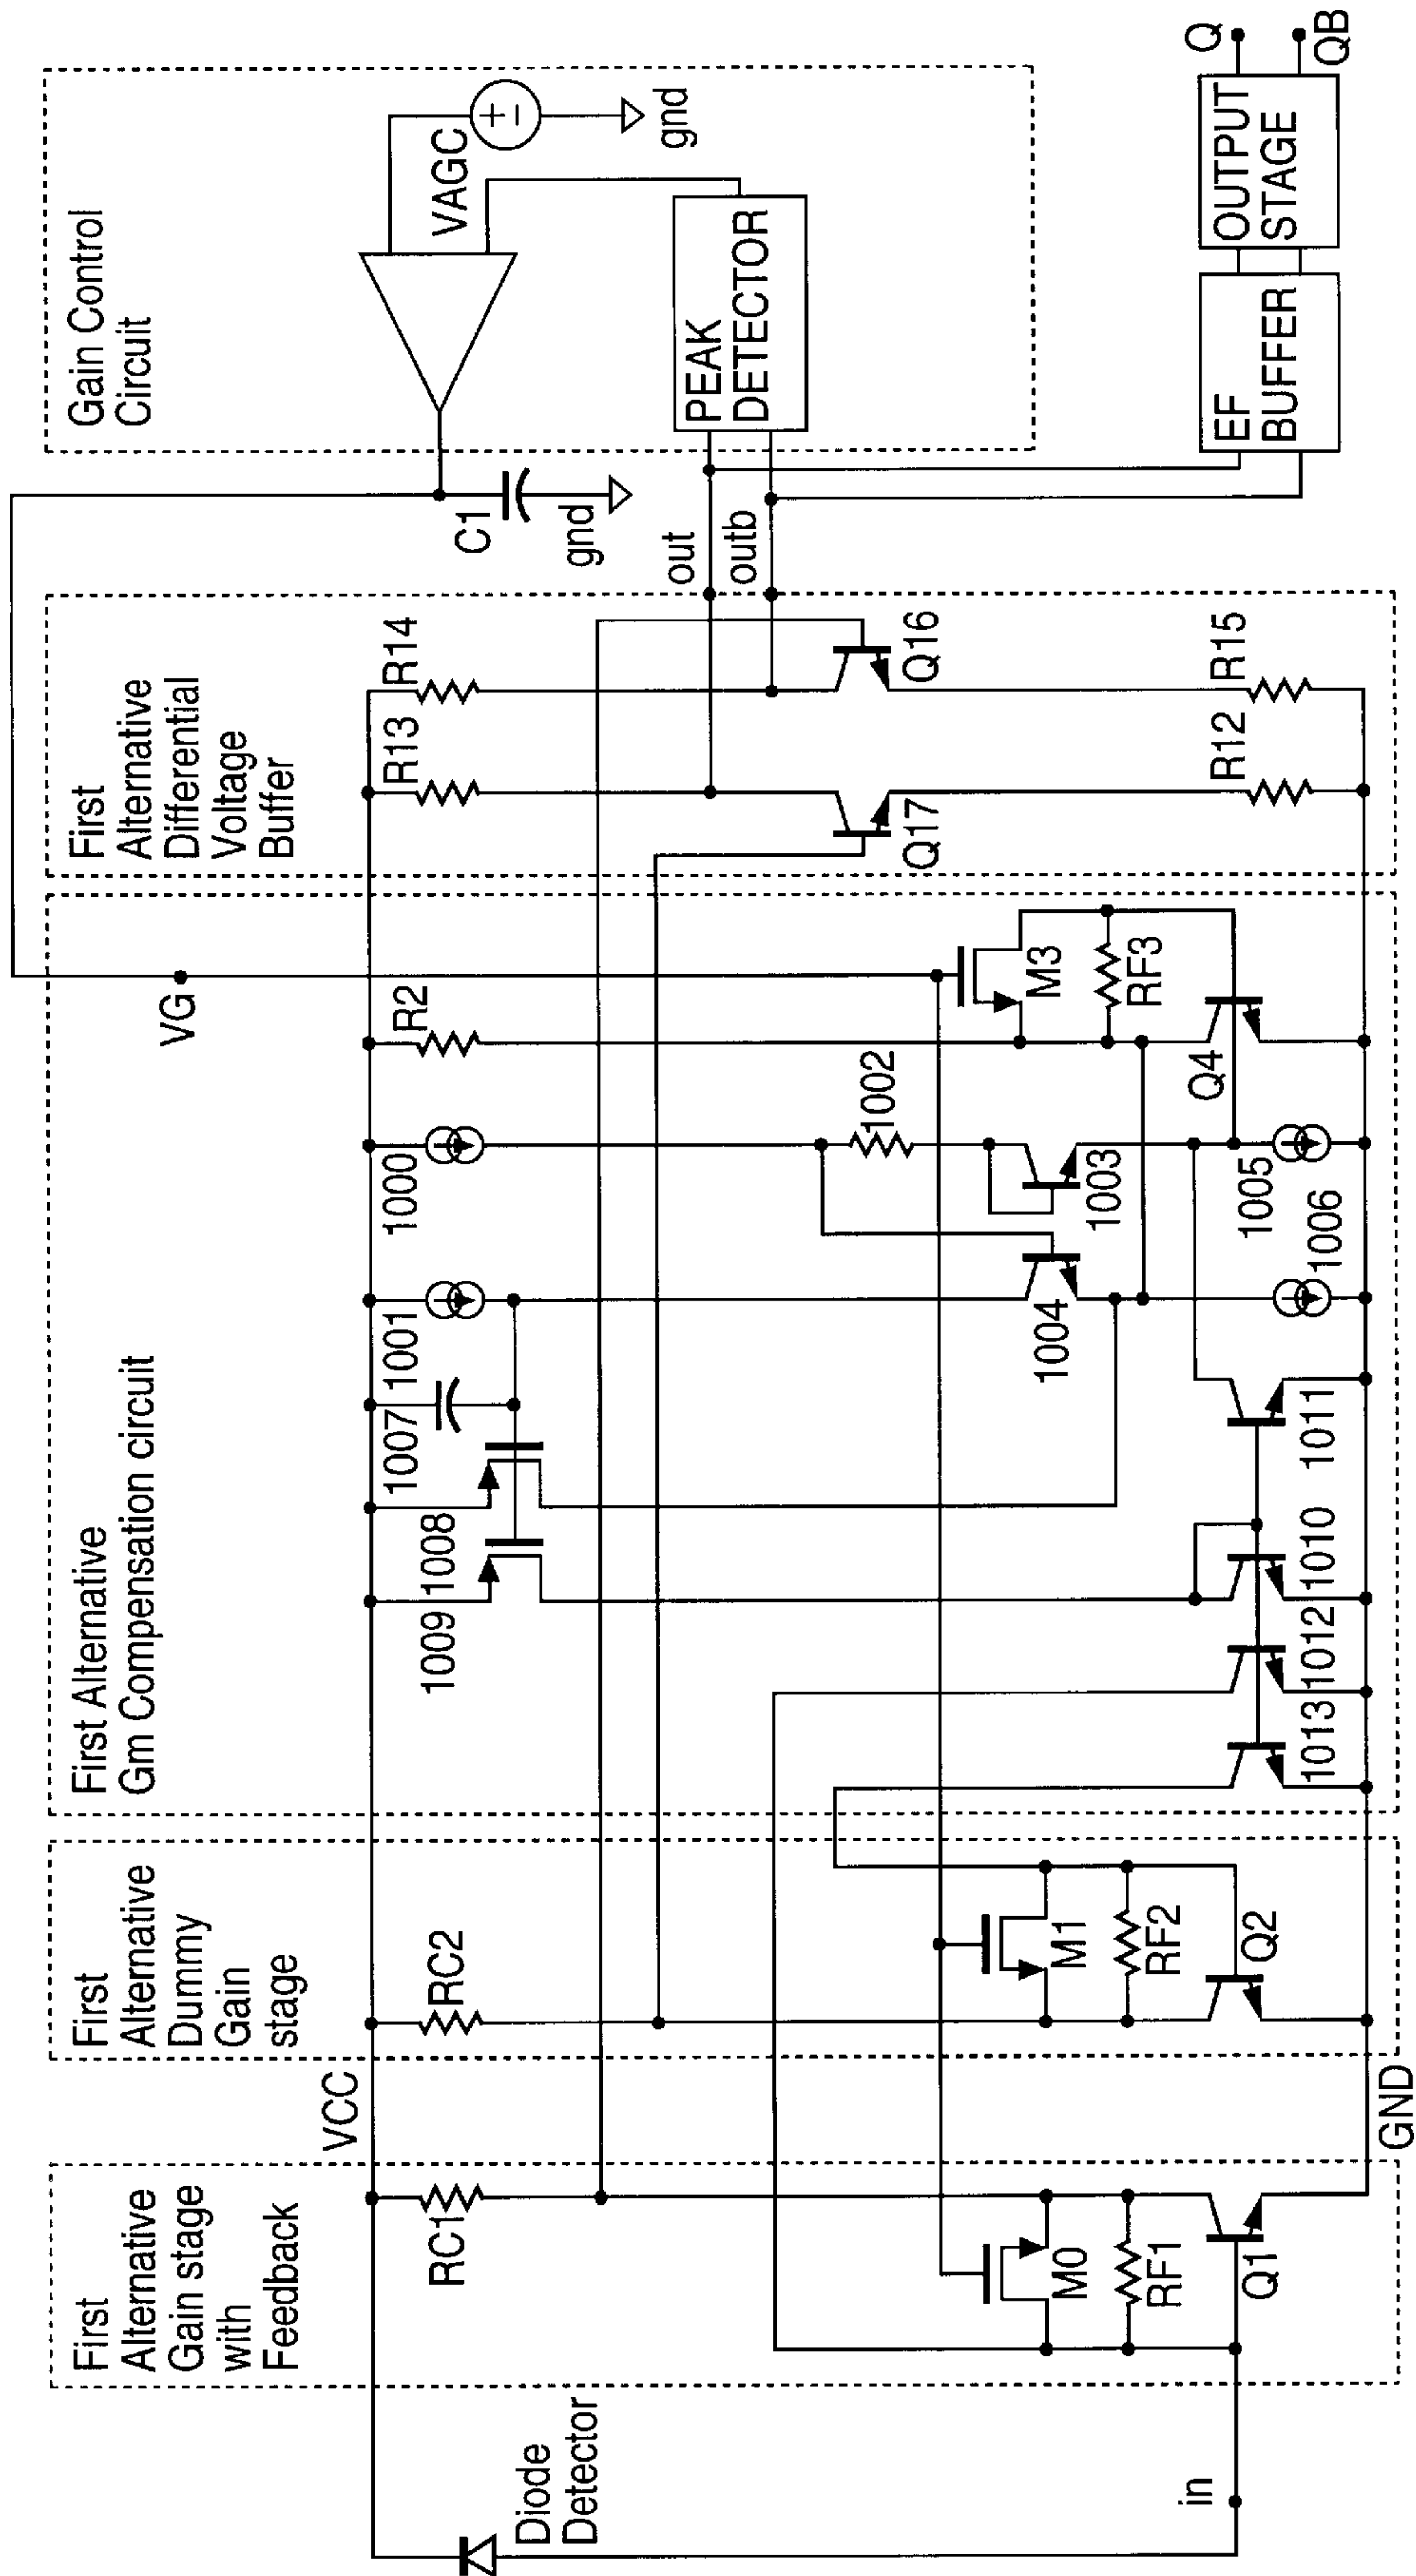 First
Alternative
Gain stage
with
Feedback
First
Alternative
Dummy
Gain
stage
First Alternative
Gm Compensation circuit
First
Alternative
Differential
Voltage
Buffer
Gain Control
Circuit
Diode
Detector
in
VCC
GND
RC1
M0
RF1
Q1
RC2
M1
RF2
Q2
VG
1009
1008
1007
1001
1000
R2
1002
1003
1004
M3
RF3
Q4
1005
1006
1013
1012
1010
1011
R13
R14
Q17
Q16
R12
R15
C1
gnd
out
outb
VAGC
+
−
gnd
PEAK
DETECTOR
EF
BUFFER
OUTPUT
STAGE
Q
QB